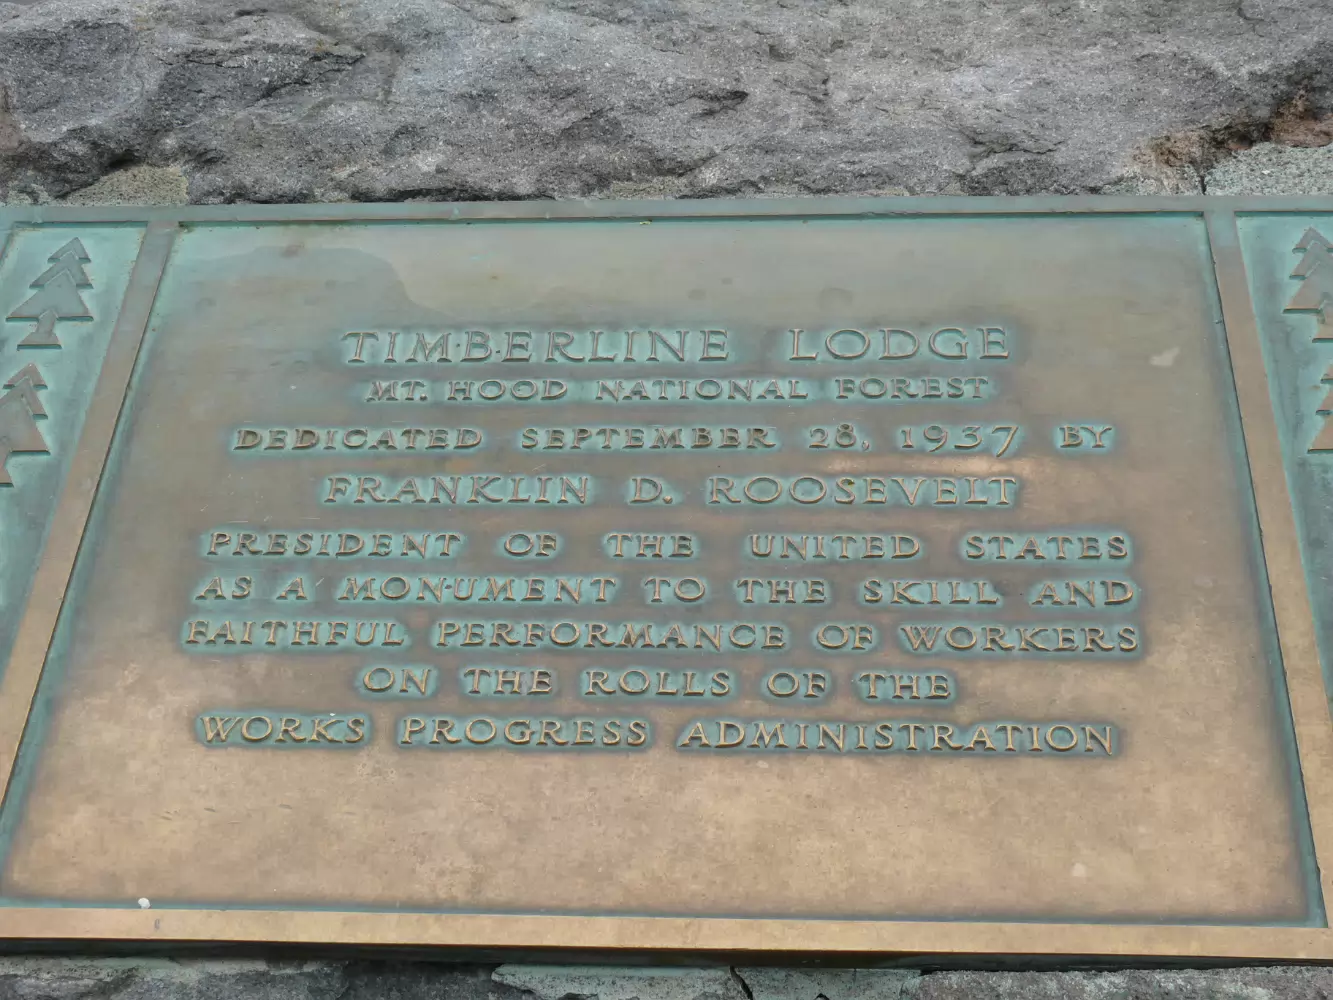 TIMBERLINE LODGE
MT. HOOD NATIONAL FOREST
DEDICATED SEPTEMBER 28, 1937 BY
FRANKLIN D. ROOSEVELT
PRESIDENT OF THE UNITED STATES
AS A MONUMENT TO THE SKILL AND
FAITHFUL PERFORMANCE OF WORKERS
ON THE ROLLS OF THE
WORKS PROGRESS ADMINISTRATION